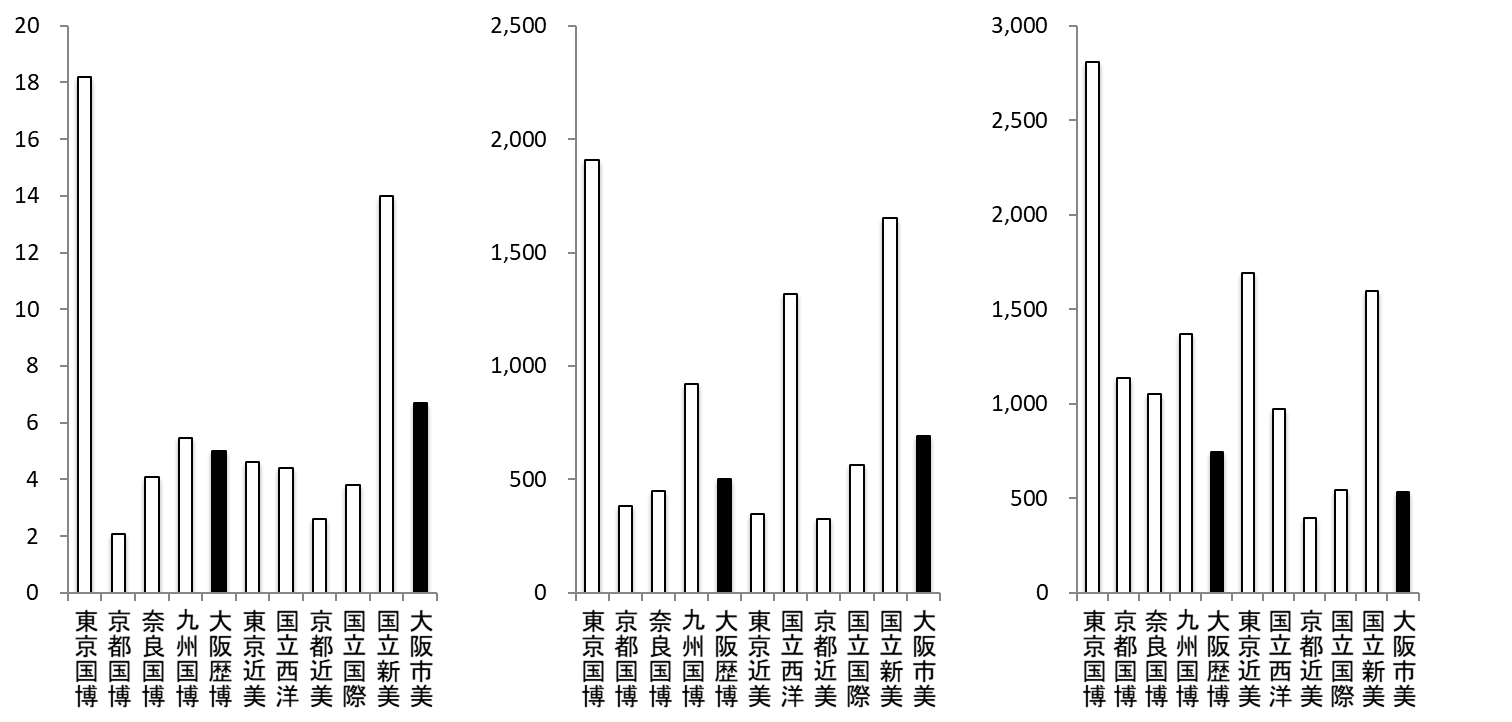 20
18
16
14
12
10
8
6
4
2
0
東京国博
京都国博
奈良国博
九州国博
大阪歴博
東京近美
国立西洋
京都近美
国立国際
国立新美
大阪市美
2,500
2,000
1,500
1,000
500
0
東京国博
京都国博
奈良国博
九州国博
大阪歴博
東京近美
国立西洋
京都近美
国立国際
国立新美
大阪市美
3,000
2,500
2,000
1,500
1,000
500
0
東京国博
京都国博
奈良国博
九州国博
大阪歴博
東京近美
国立西洋
京都近美
国立国際
国立新美
大阪市美